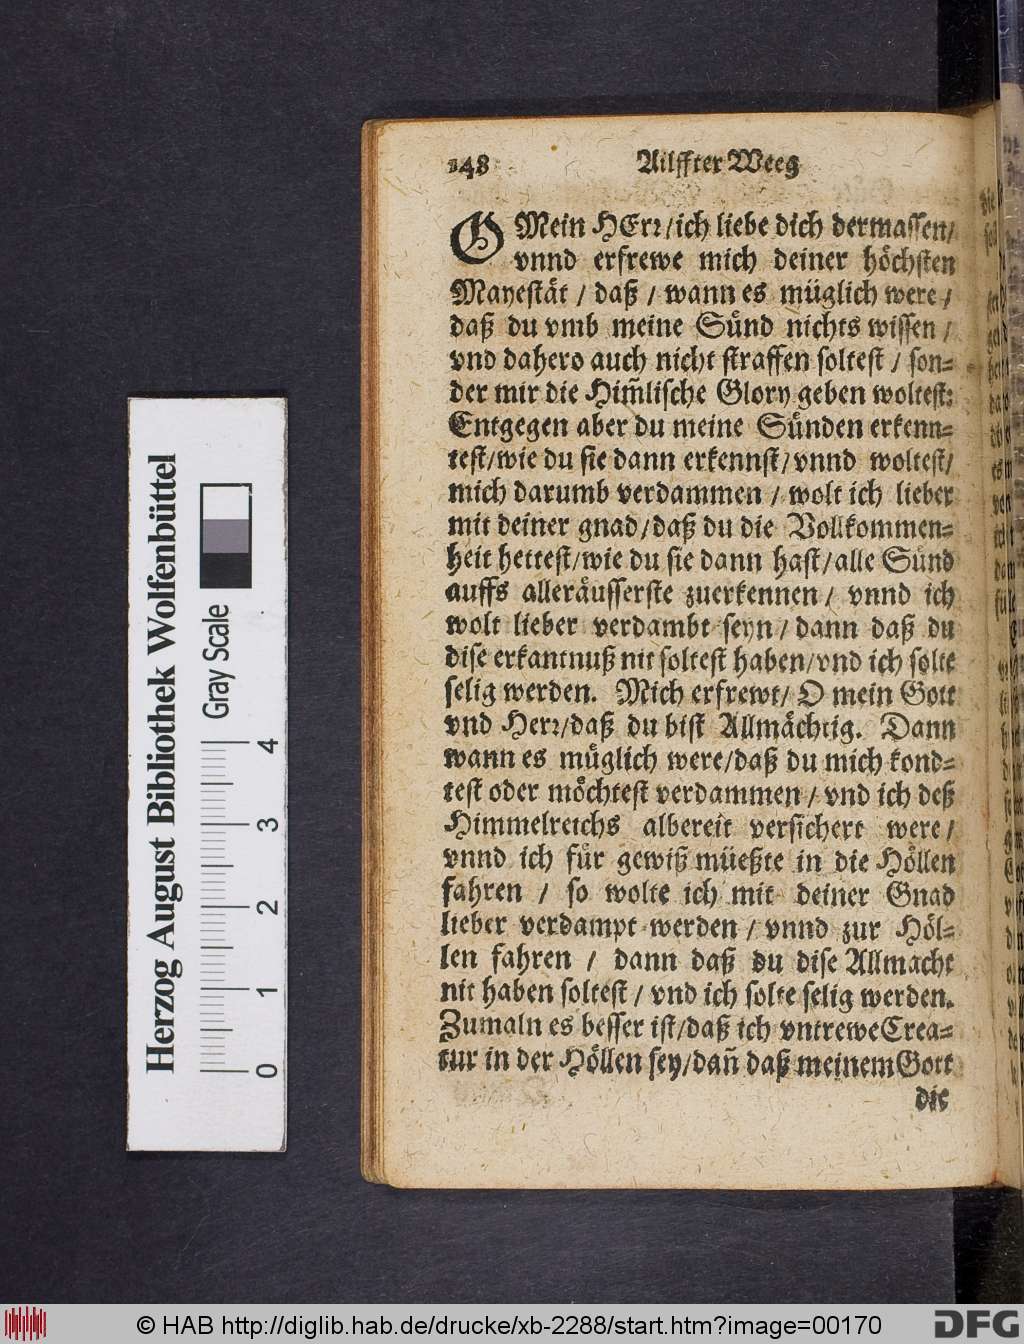 148 Ailffter Weeg
O Mein HErr/ich liebe dich dermassen/
vnnd erfrewe mich deiner höchsten
Mayestät / daß / wann es müglich were /
daß du vmb meine Sünd nichts wissen /
vnd dahero auch nicht straffen soltest / son=
der mir die Him̃lische Glory geben woltest:
Entgegen aber du meine Sünden erkenn=
test/wie du sie dann erkennst/vnnd woltest/
mich darumb verdammen / wolt ich lieber
mit deiner gnad/daß du die Vollkommen=
heit hettest/wie du sie dann hast/alle Sünd
auffs alleräusserste zuerkennen / vnnd ich
wolt lieber verdambt seyn/ dann daß du
dise erkantnuß nit soltest haben/vnd ich solte
selig werden. Mich erfrewt/ O mein Gott
vnd Herr/daß du bist Allmächtig. Dann
wann es müglich were/daß du mich kond=
test oder möchtest verdammen / vnd ich deß
Himmelreichs albereit versichert were /
vnnd ich für gewiß müeßte in die Höllen
fahren / so wolte ich mit deiner Gnad
lieber verdampt werden / vnnd zur Höl=
len fahren / dann daß du dise Allmacht
nit haben soltest / vnd ich solte selig werden.
Zumaln es besser ist/daß ich vntrewe Crea=
tur in der Höllen sey/dañ daß meinem Gott
die
Herzog August Bibliothek Wolfenbüttel
Gray Scale
0 1 2 3 4
© HAB http://diglib.hab.de/drucke/xb-2288/start.htm?image=00170
DFG